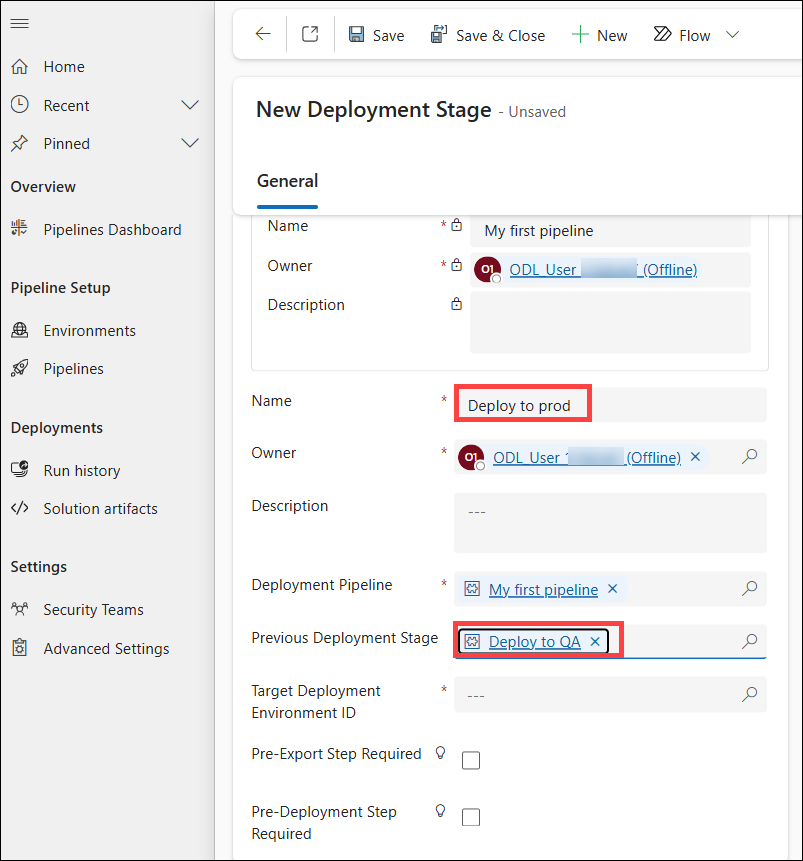 Home
Recent
Pinned
Overview
Pipelines Dashboard
Pipeline Setup
Environments
Pipelines
Deployments
Run history
Solution artifacts
Settings
Security Teams
Advanced Settings
Save
Save & Close
New
Flow
New Deployment Stage - Unsaved
General
Name * My first pipeline
Owner * O1 ODL_User (Offline)
Description
Name * Deploy to prod
Owner * O1 ODL_User (Offline)
Description ---
Deployment Pipeline * My first pipeline
Previous Deployment Stage Deploy to QA
Target Deployment * ---
Environment ID
Pre-Export Step Required
Pre-Deployment Step
Required